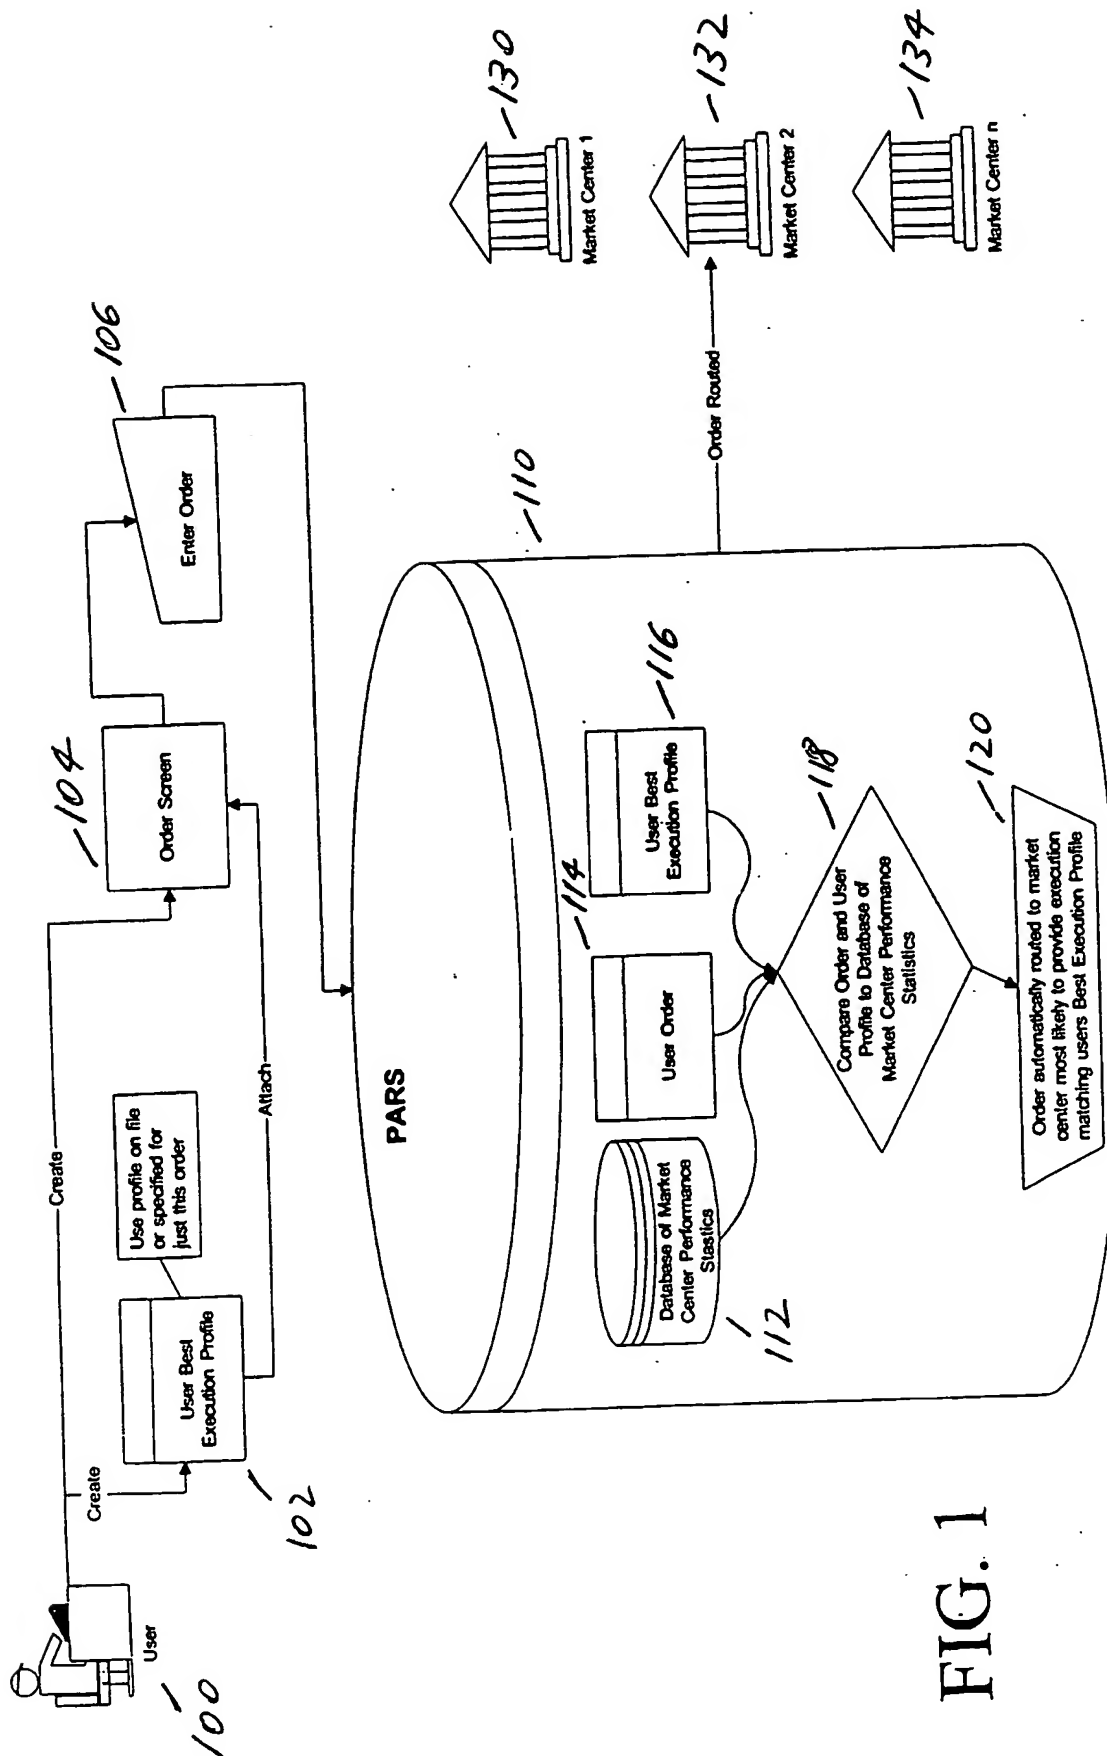 User
100
Create
Create
User Best
Execution Profile
102
Use profile on file
or specified for
just this order
Attach
Order Screen
104
Enter Order
106
PARS
110
Database of Market
Center Performance
Stastics
112
User Order
114
User Best
Execution Profile
116
Compare Order and User
Profile to Database of
Market Center Performance
Statistics
118
Order automatically routed to market
center most likely to provide execution
matching users Best Execution Profile
120
Order Routed
Market Center 1
130
Market Center 2
132
Market Center n
134
FIG. 1